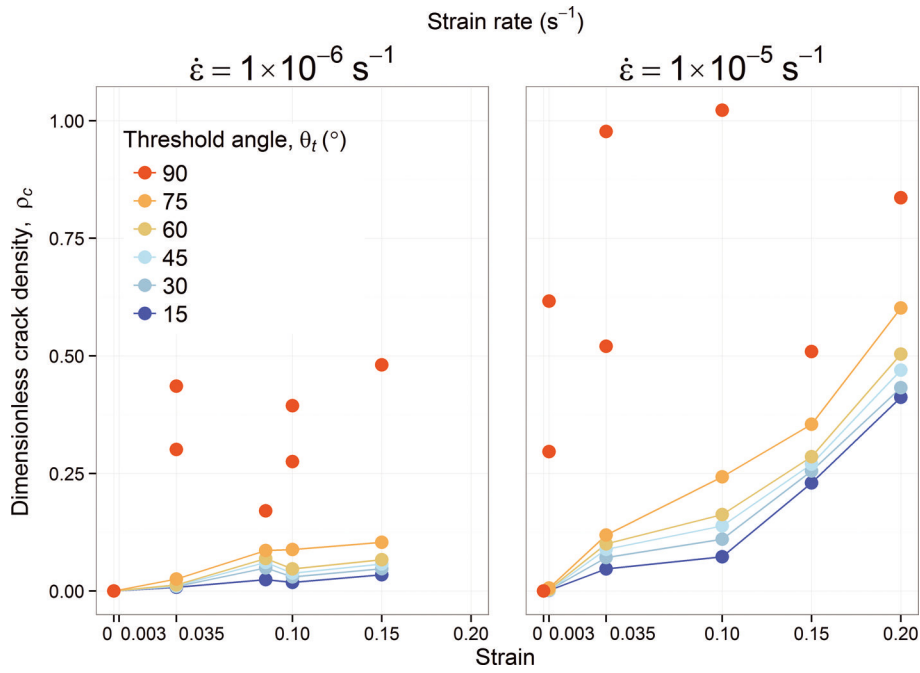 Strain rate (s⁻¹)
ε̇ = 1×10⁻⁶ s⁻¹
ε̇ = 1×10⁻⁵ s⁻¹
Dimensionless crack density, ρc
1.00
0.75
0.50
0.25
0.00
Threshold angle, θt (°)
90
75
60
45
30
15
0 0.003 0.035 0.10 0.15 0.20
0 0.003 0.035 0.10 0.15 0.20
Strain